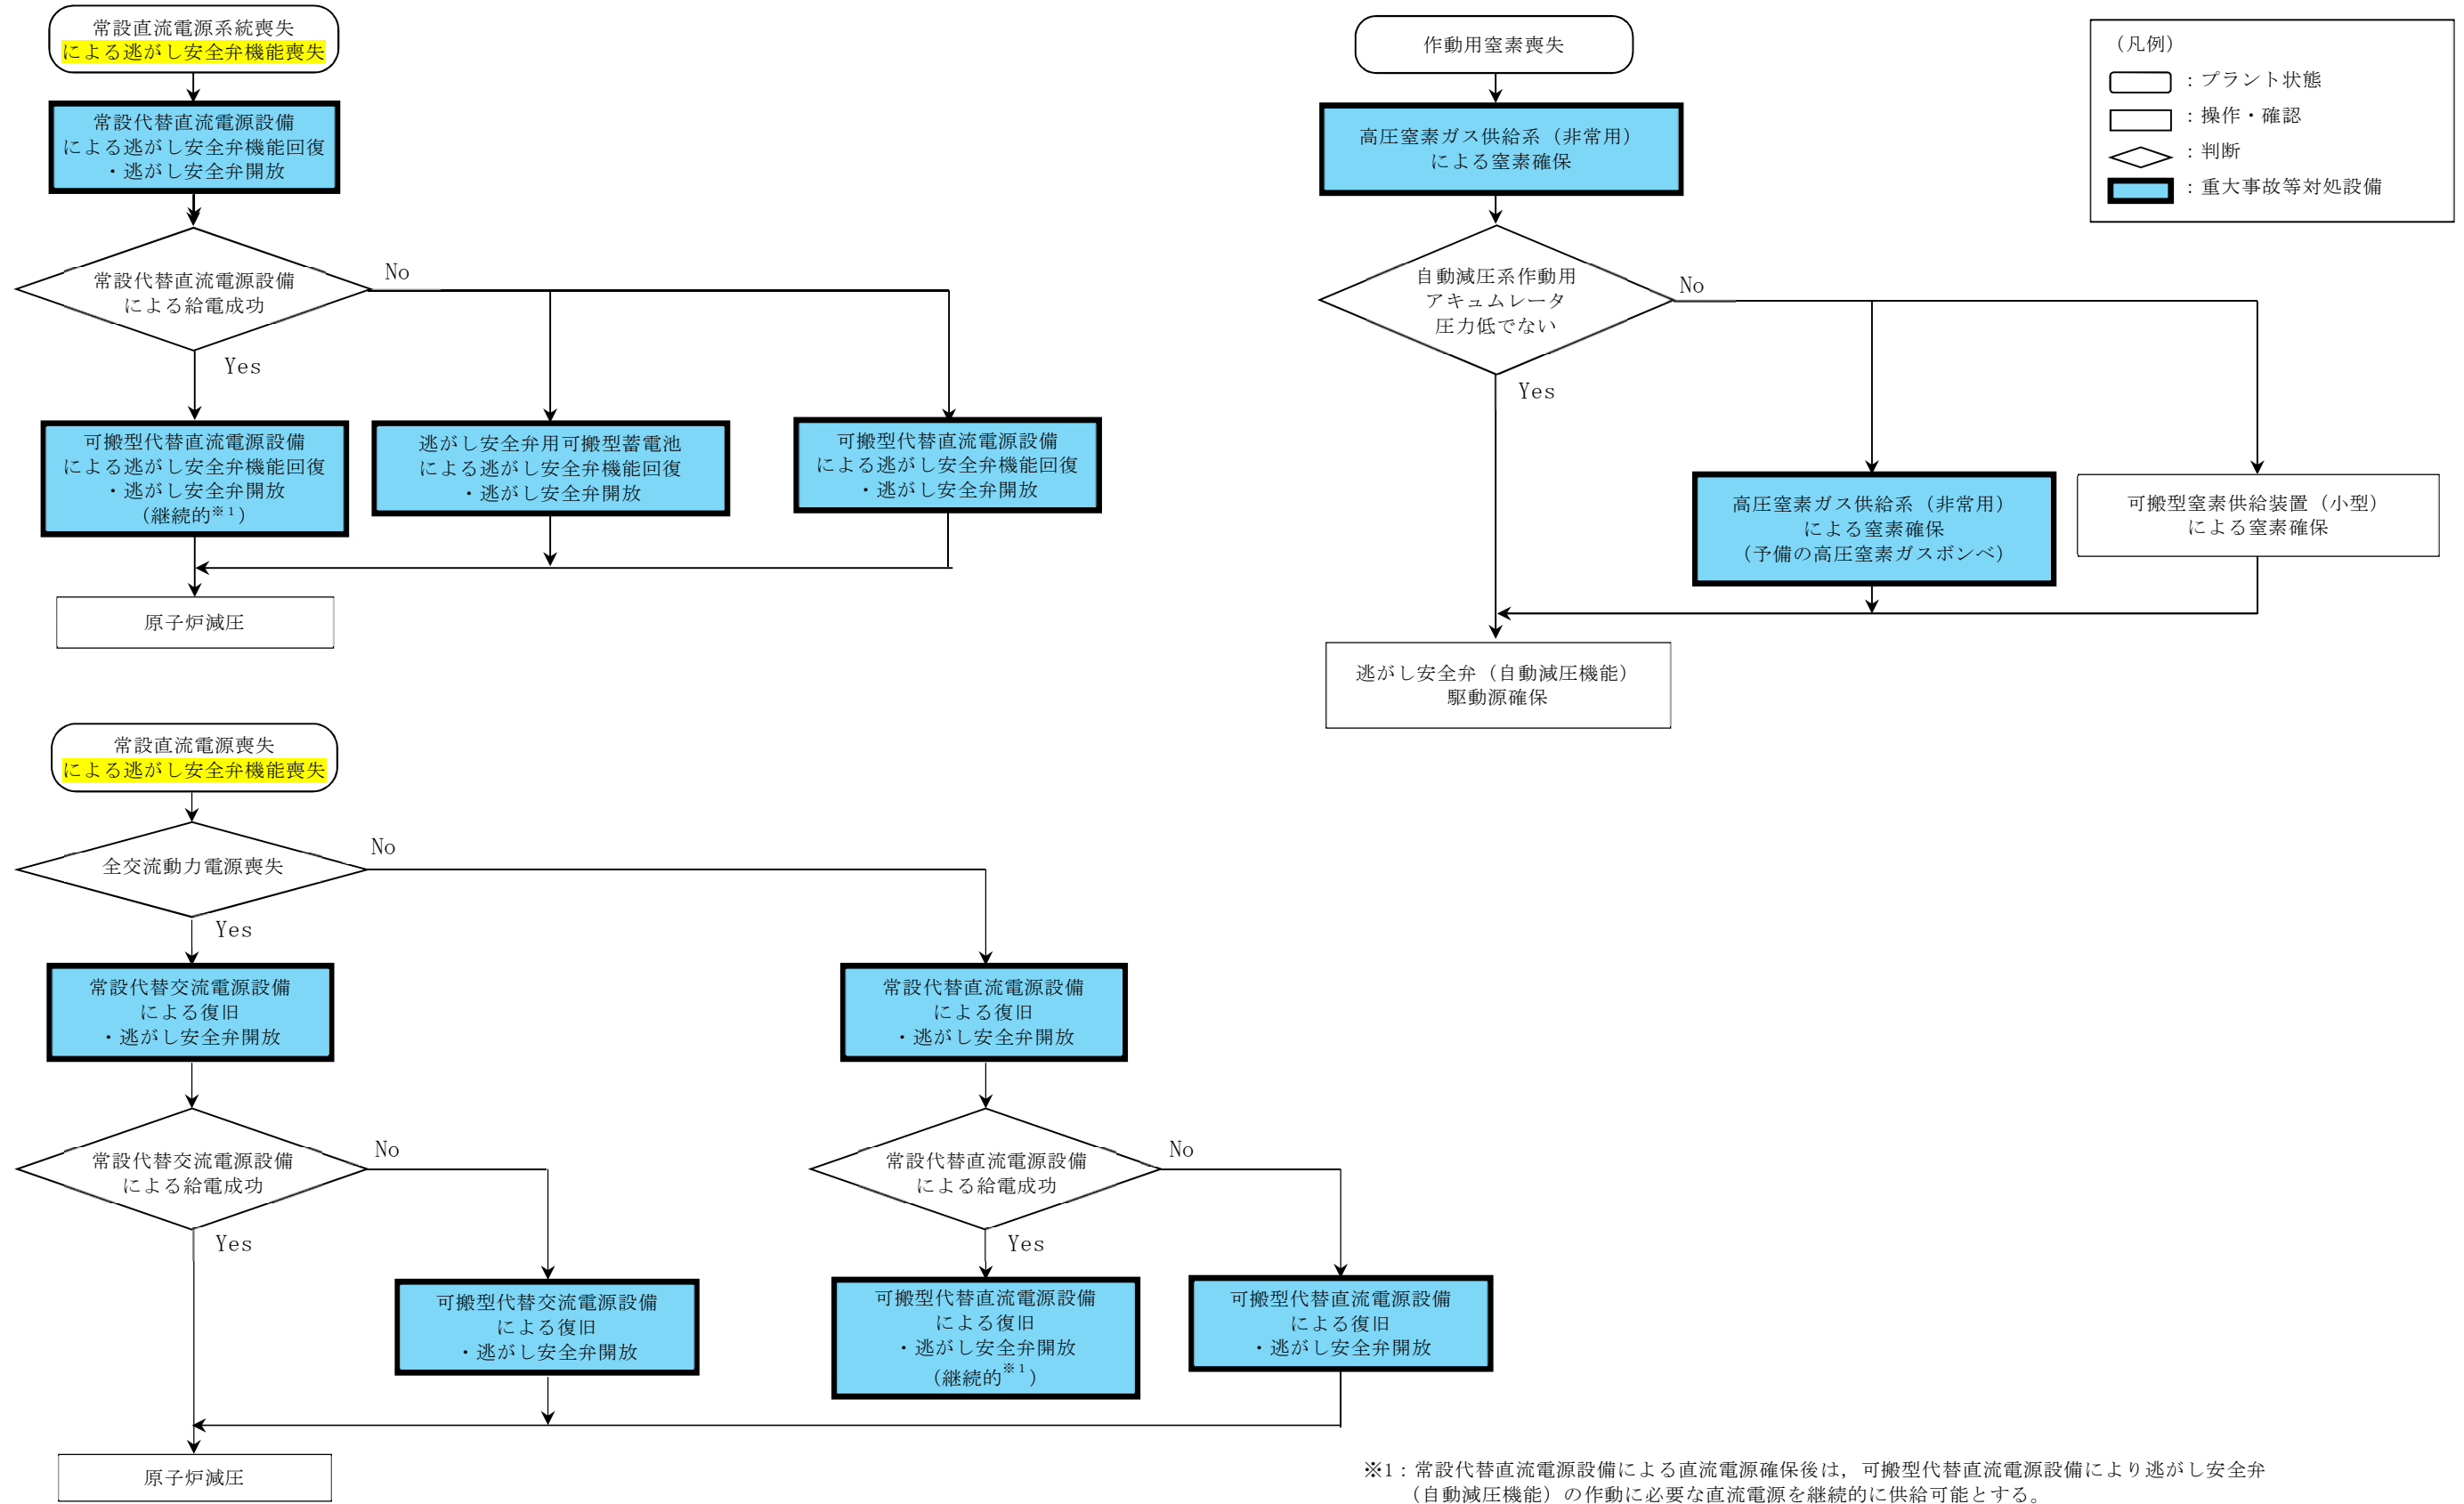 常設直流電源系統喪失
による逃がし安全弁機能喪失
常設代替直流電源設備
による逃がし安全弁機能回復
・逃がし安全弁開放
常設代替直流電源設備
による給電成功
No
Yes
可搬型代替直流電源設備
による逃がし安全弁機能回復
・逃がし安全弁開放
（継続的※１）
逃がし安全弁用可搬型蓄電池
による逃がし安全弁機能回復
・逃がし安全弁開放
可搬型代替直流電源設備
による逃がし安全弁機能回復
・逃がし安全弁開放
原子炉減圧
作動用窒素喪失
高圧窒素ガス供給系（非常用）
による窒素確保
自動減圧系作動用
アキュムレータ
圧力低でない
No
Yes
高圧窒素ガス供給系（非常用）
による窒素確保
（予備の高圧窒素ガスボンベ）
可搬型窒素供給装置（小型）
による窒素確保
逃がし安全弁（自動減圧機能）
駆動源確保
（凡例）
：プラント状態
：操作・確認
：判断
：重大事故等対処設備
常設直流電源喪失
による逃がし安全弁機能喪失
全交流動力電源喪失
No
Yes
常設代替交流電源設備
による復旧
・逃がし安全弁開放
常設代替直流電源設備
による復旧
・逃がし安全弁開放
常設代替交流電源設備
による給電成功
No
Yes
常設代替直流電源設備
による給電成功
No
Yes
可搬型代替交流電源設備
による復旧
・逃がし安全弁開放
可搬型代替直流電源設備
による復旧
・逃がし安全弁開放
（継続的※１）
可搬型代替直流電源設備
による復旧
・逃がし安全弁開放
原子炉減圧
※1：常設代替直流電源設備による直流電源確保後は，可搬型代替直流電源設備により逃がし安全弁
（自動減圧機能）の作動に必要な直流電源を継続的に供給可能とする。